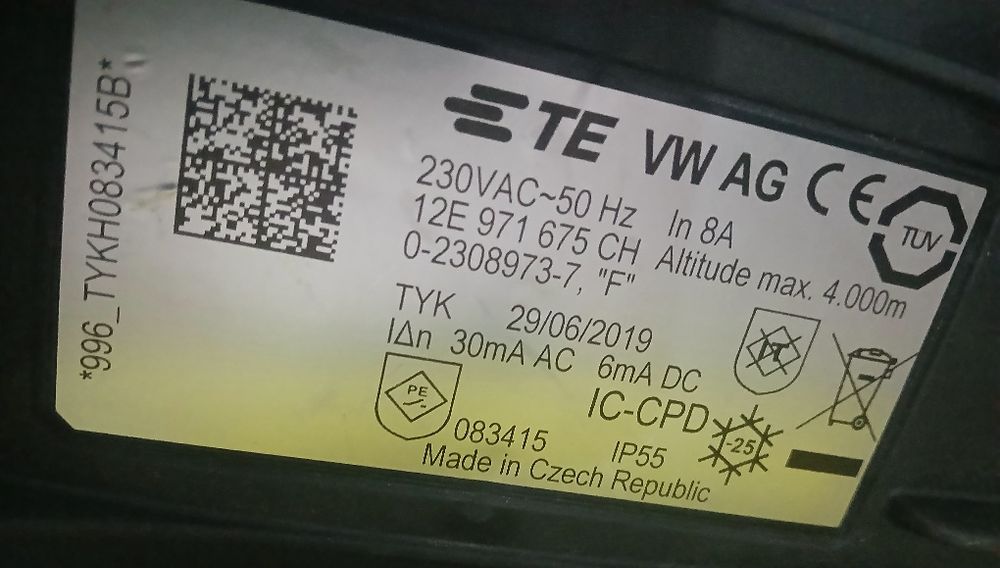 *996_TYKH083415B*
TE VW AG CE TUV
230VAC~50 Hz In 8A
12E 971 675 CH Altitude max. 4.000m
0-2308973-7, "F"
TYK 29/06/2019
IΔn 30mA AC 6mA DC
PE
083415
IC-CPD
IP55
-25
Made in Czech Republic